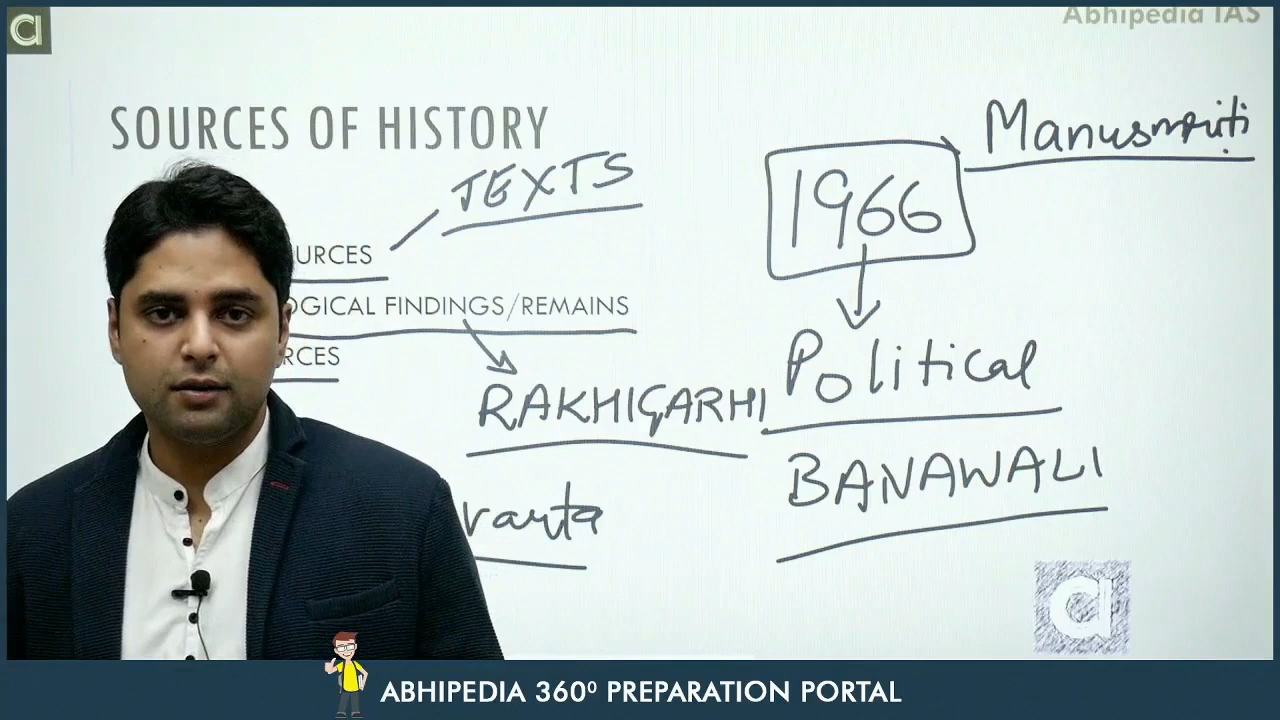 Abhipedia IAS
SOURCES OF HISTORY
Manusmriti
TEXTS
1966
URCES
OGICAL FINDINGS/REMAINS
RCES
Political
RAKHIGARHI
BANAWALI
varta
ABHIPEDIA 360⁰ PREPARATION PORTAL